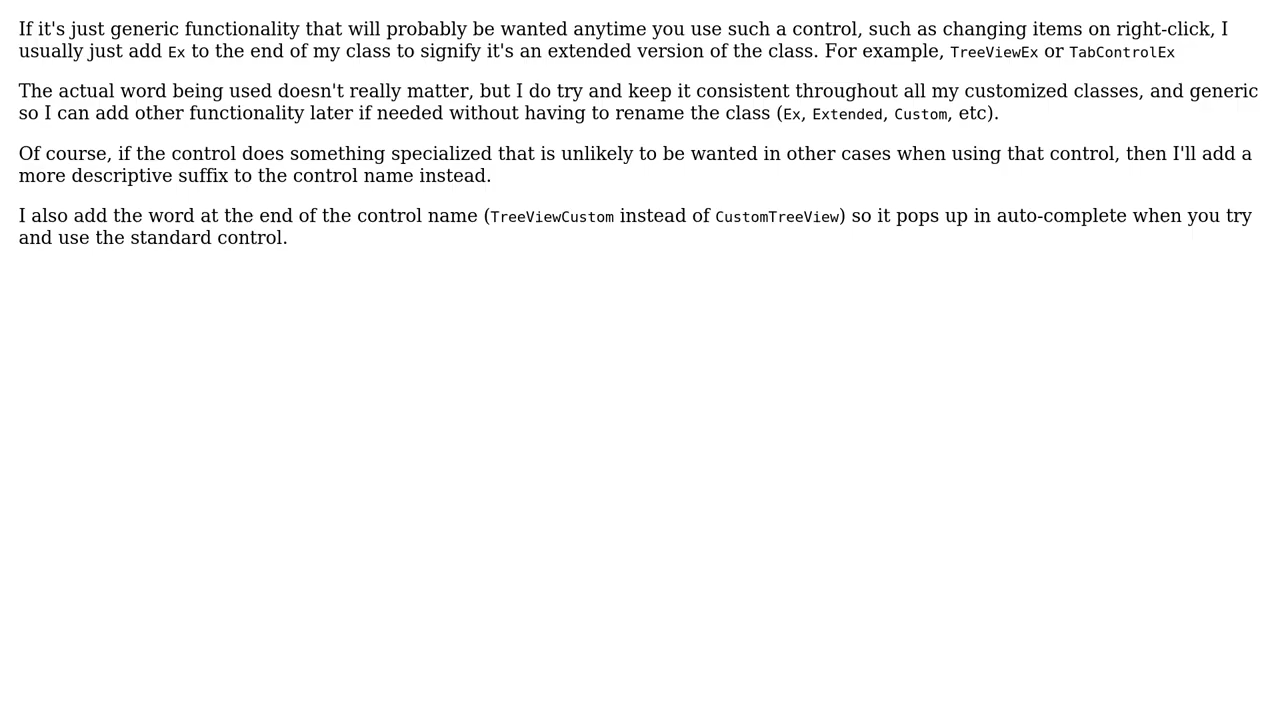 If it's just generic functionality that will probably be wanted anytime you use such a control, such as changing items on right-click, I
usually just add Ex to the end of my class to signify it's an extended version of the class. For example, TreeViewEx or TabControlEx
The actual word being used doesn't really matter, but I do try and keep it consistent throughout all my customized classes, and generic
so I can add other functionality later if needed without having to rename the class (Ex, Extended, Custom, etc).
Of course, if the control does something specialized that is unlikely to be wanted in other cases when using that control, then I'll add a
more descriptive suffix to the control name instead.
I also add the word at the end of the control name (TreeViewCustom instead of CustomTreeView) so it pops up in auto-complete when you try
and use the standard control.